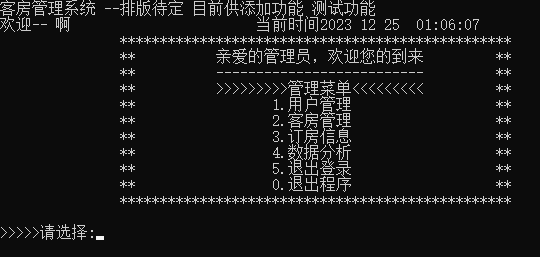 客房管理系统 --排版待定 目前供添加功能 测试功能
欢迎-- 啊 当前时间2023 12 25 01:06:07
*************************************************
** 亲爱的管理员，欢迎您的到来 **
** -------------------------- **
** >>>>>>>>>管理菜单<<<<<<<<< **
** 1.用户管理 **
** 2.客房管理 **
** 3.订房信息 **
** 4.数据分析 **
** 5.退出登录 **
** 0.退出程序 **
*************************************************
>>>>>请选择: